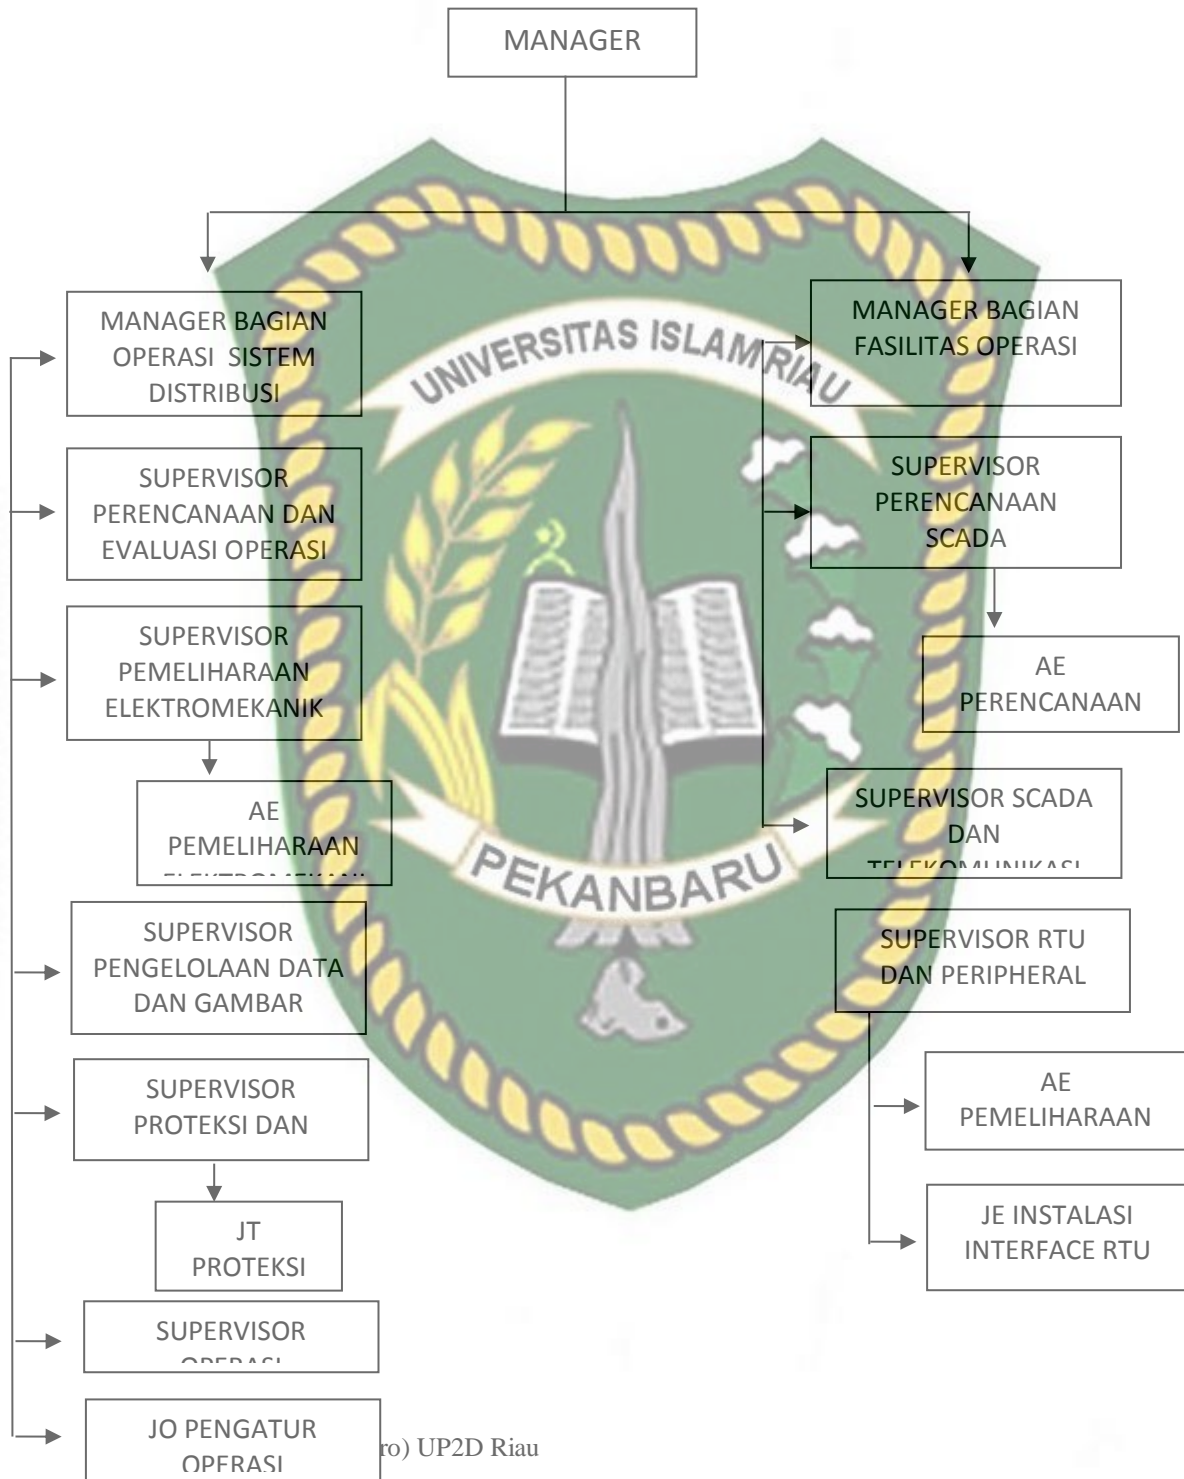 MANAGER
MANAGER BAGIAN
OPERASI SISTEM
DISTRIBUSI
SUPERVISOR
PERENCANAAN DAN
EVALUASI OPERASI
SUPERVISOR
PEMELIHARAAN
ELEKTROMEKANIK
AE
PEMELIHARAAN
ELEKTROMEKANI
SUPERVISOR
PENGELOLAAN DATA
DAN GAMBAR
SUPERVISOR
PROTEKSI DAN
JT
PROTEKSI
SUPERVISOR
OPERASI
JO PENGATUR
OPERASI
MANAGER BAGIAN
FASILITAS OPERASI
SUPERVISOR
PERENCANAAN
SCADA
AE
PERENCANAAN
SUPERVISOR SCADA
DAN
TELEKOMUNIKASI
SUPERVISOR RTU
DAN PERIPHERAL
AE
PEMELIHARAAN
JE INSTALASI
INTERFACE RTU
UNIVERSITAS ISLAM RIAU
PEKANBARU
ro) UP2D Riau